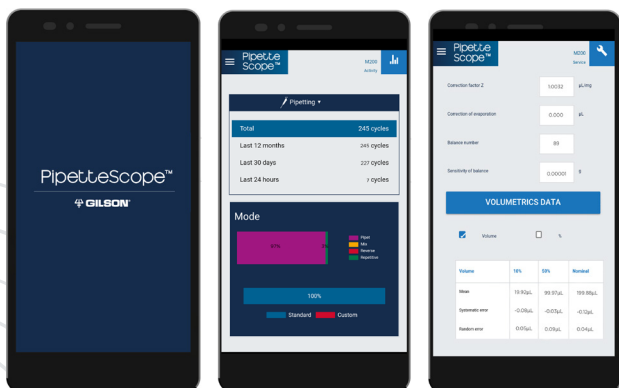 PipetteScope™
GILSON
Pipette
Scope™
M200
Activity
Pipetting
Total 245 cycles
Last 12 months 245 cycles
Last 30 days 227 cycles
Last 24 hours 7 cycles
Mode
97%
Pipet
Mix
Reverse
Repetitive
100%
Standard Custom
Pipette
Scope™
M200
Service
Correction factor Z 1.0032 µL/mg
Correction of evaporation 0.000 µL
Balance number 89
Sensitivity of balance 0.00001 g
VOLUMETRICS DATA
Volume %
Volume 10% 50% Nominal
Mean 19.92µL 99.97µL 199.88µL
Systematic error -0.08µL -0.03µL -0.12µL
Random error 0.05µL 0.09µL 0.04µL